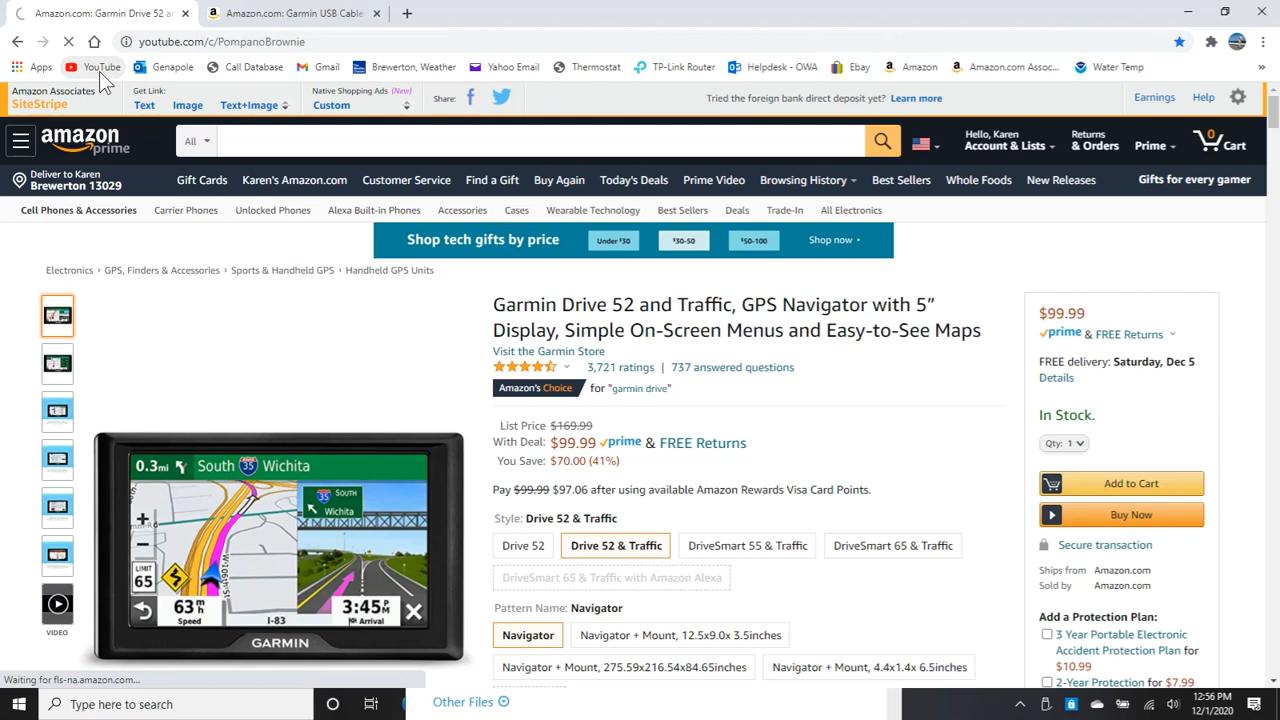 Amazon.com: Garmin Drive 52 an
Amazon.com: Garmin USB Cable
youtube.com/c/PompanoBrownie
Apps YouTube Genapole Call Database Gmail Brewerton, Weather Yahoo Email Thermostat TP-Link Router Helpdesk - OWA Ebay Amazon Amazon.com Assoc... Water Temp »
Amazon Associates
SiteStripe
Get Link:
Text Image Text+Image
Native Shopping Ads (New)
Custom
Share:
Tried the foreign bank direct deposit yet? Learn more
Earnings Help
amazon
prime
All
Hello, Karen
Account & Lists
Returns
& Orders
Prime
0
Cart
Deliver to Karen
Brewerton 13029
Gift Cards Karen's Amazon.com Customer Service Find a Gift Buy Again Today's Deals Prime Video Browsing History Best Sellers Whole Foods New Releases Gifts for every gamer
Cell Phones & Accessories Carrier Phones Unlocked Phones Alexa Built-in Phones Accessories Cases Wearable Technology Best Sellers Deals Trade-In All Electronics
Shop tech gifts by price Under $30 $30-50 $50-100 Shop now
Electronics › GPS, Finders & Accessories › Sports & Handheld GPS › Handheld GPS Units
VIDEO
0.3mi South 35 Wichita
35 SOUTH
Wichita
LIMIT
65
63 mh
Speed
I-83
3:45 PM
Arrival
GARMIN
Garmin Drive 52 and Traffic, GPS Navigator with 5”
Display, Simple On-Screen Menus and Easy-to-See Maps
Visit the Garmin Store
3,721 ratings | 737 answered questions
Amazon's Choice for "garmin drive"
List Price $169.99
With Deal: $99.99 prime & FREE Returns
You Save: $70.00 (41%)
Pay $99.99 $97.06 after using available Amazon Rewards Visa Card Points.
Style: Drive 52 & Traffic
Drive 52 Drive 52 & Traffic DriveSmart 55 & Traffic DriveSmart 65 & Traffic
DriveSmart 65 & Traffic with Amazon Alexa
Pattern Name: Navigator
Navigator Navigator + Mount, 12.5x9.0x 3.5inches
Navigator + Mount, 275.59x216.54x84.65inches Navigator + Mount, 4.4x1.4x 6.5inches
$99.99
prime & FREE Returns
FREE delivery: Saturday, Dec 5
Details
In Stock.
Qty: 1
Add to Cart
Buy Now
Secure transaction
Ships from Amazon.com
Sold by Amazon.com
Add a Protection Plan:
3 Year Portable Electronic
Accident Protection Plan for
$10.99
2-Year Protection for $7.99
Waiting for fls-na.amazon.com...
Type here to search
Other Files
12:56 PM
12/1/2020